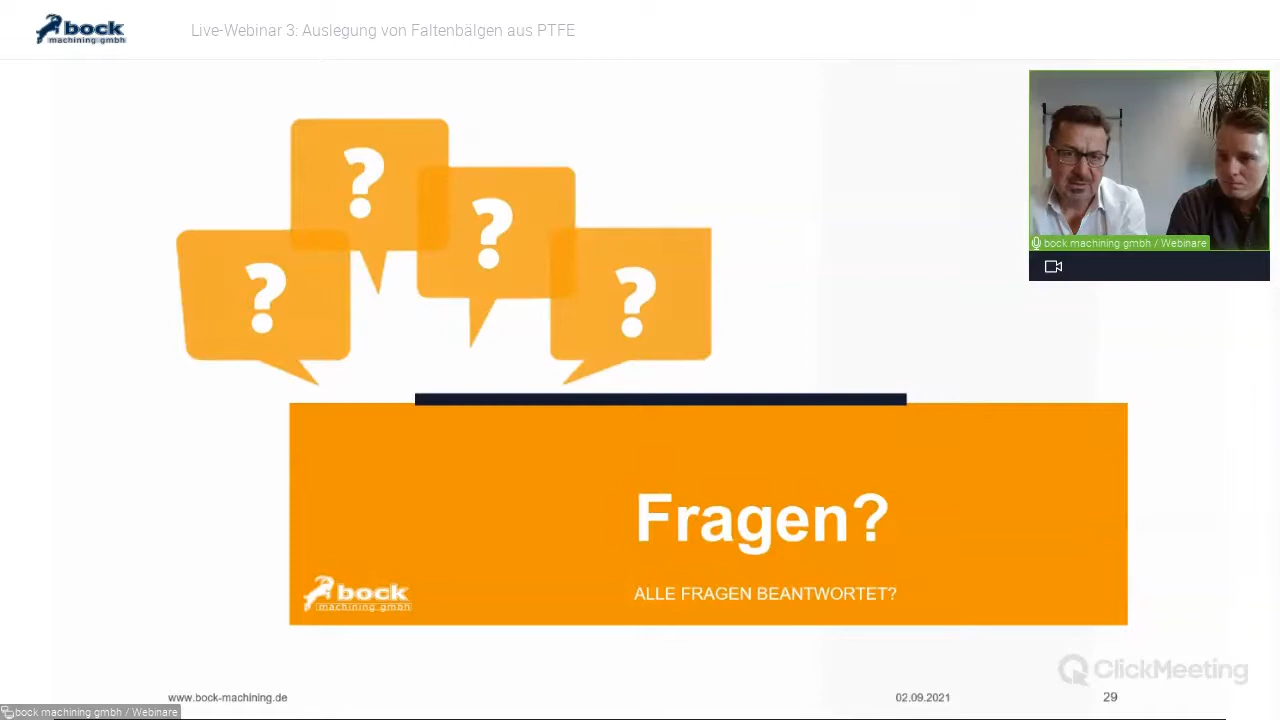 bock
machining gmbh
Live-Webinar 3: Auslegung von Faltenbälgen aus PTFE
? ? ? ?
bock machining gmbh / Webinare
Fragen?
ALLE FRAGEN BEANTWORTET?
bock
machining gmbh
ClickMeeting
www.bock-machining.de
02.09.2021
29
bock machining gmbh / Webinare